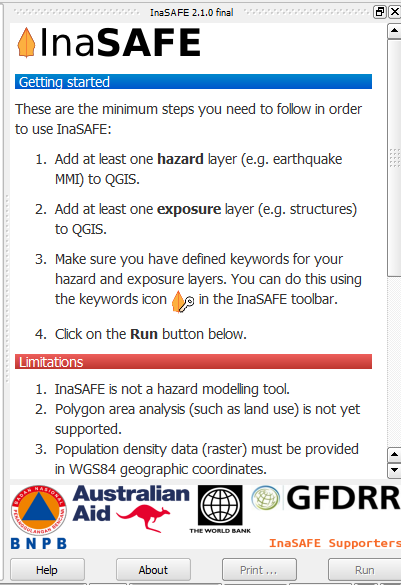 InaSAFE 2.1.0 final
InaSAFE
Getting started
These are the minimum steps you need to follow in order
to use InaSAFE:
1. Add at least one hazard layer (e.g. earthquake
MMI) to QGIS.
2. Add at least one exposure layer (e.g. structures)
to QGIS.
3. Make sure you have defined keywords for your
hazard and exposure layers. You can do this using
the keywords icon in the InaSAFE toolbar.
4. Click on the Run button below.
Limitations
1. InaSAFE is not a hazard modelling tool.
2. Polygon area analysis (such as land use) is not yet
supported.
3. Population density data (raster) must be provided
in WGS84 geographic coordinates.
BADAN NASIONAL
PENANGGULANGAN BENCANA
BNPB
Australian
Aid
THE WORLD BANK
GFDRR
InaSAFE Supporters
Help
About
Print ...
Run